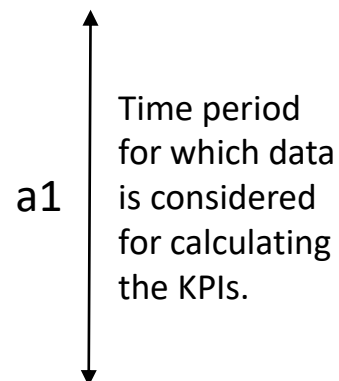 a1
Time period
for which data
is considered
for calculating
the KPIs.